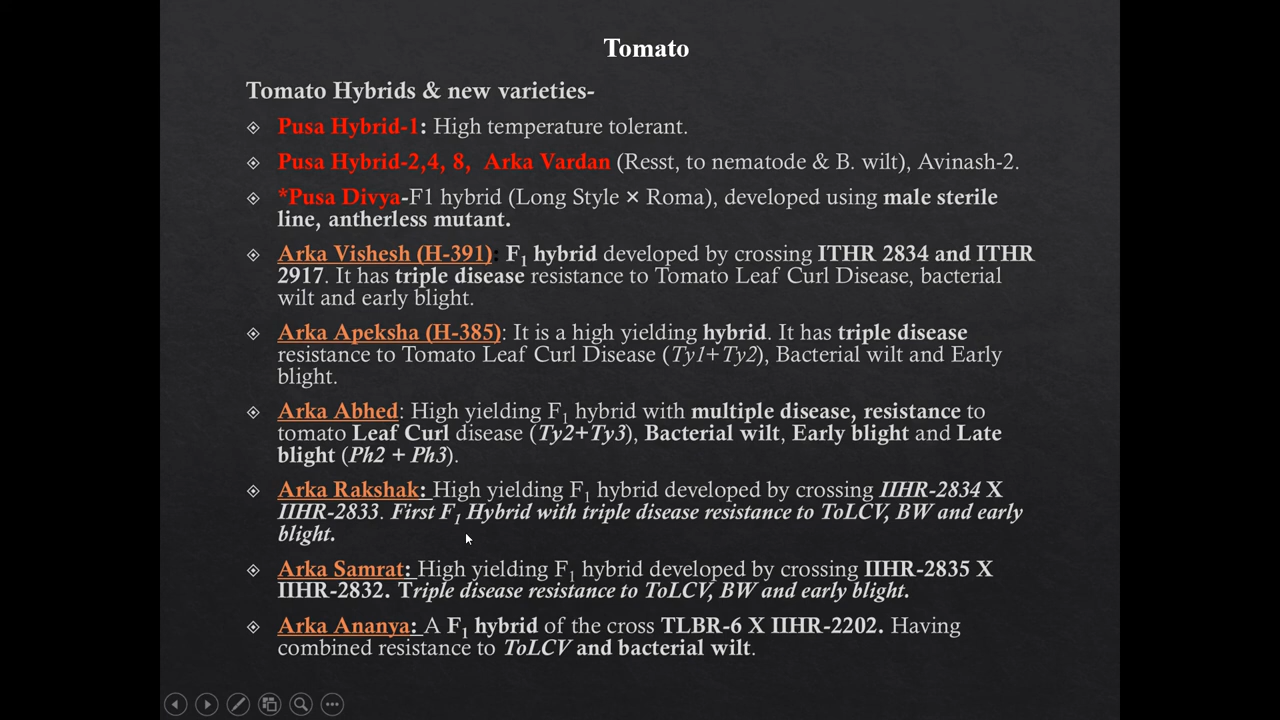 Tomato
Tomato Hybrids & new varieties-
Pusa Hybrid-1: High temperature tolerant.
Pusa Hybrid-2,4, 8, Arka Vardan (Resst, to nematode & B. wilt), Avinash-2.
*Pusa Divya-F1 hybrid (Long Style × Roma), developed using male sterile
line, antherless mutant.
Arka Vishesh (H-391): F1 hybrid developed by crossing ITHR 2834 and ITHR
2917. It has triple disease resistance to Tomato Leaf Curl Disease, bacterial
wilt and early blight.
Arka Apeksha (H-385): It is a high yielding hybrid. It has triple disease
resistance to Tomato Leaf Curl Disease (Ty1+Ty2), Bacterial wilt and Early
blight.
Arka Abhed: High yielding F1 hybrid with multiple disease, resistance to
tomato Leaf Curl disease (Ty2+Ty3), Bacterial wilt, Early blight and Late
blight (Ph2 + Ph3).
Arka Rakshak: High yielding F1 hybrid developed by crossing IIHR-2834 X
IIHR-2833. First F1 Hybrid with triple disease resistance to ToLCV, BW and early
blight.
Arka Samrat: High yielding F1 hybrid developed by crossing IIHR-2835 X
IIHR-2832. Triple disease resistance to ToLCV, BW and early blight.
Arka Ananya: A F1 hybrid of the cross TLBR-6 X IIHR-2202. Having
combined resistance to ToLCV and bacterial wilt.